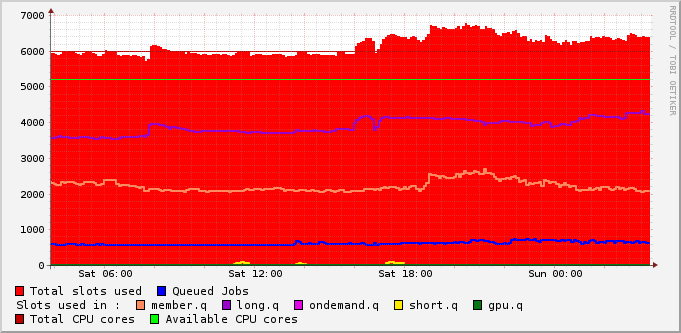 7000
6000
5000
4000
3000
2000
1000
0
Sat 06:00 Sat 12:00 Sat 18:00 Sun 00:00
RRDTOOL / TOBI OETIKER
Total slots used Queued Jobs
Slots used in : member.q long.q ondemand.q short.q gpu.q
Total CPU cores Available CPU cores